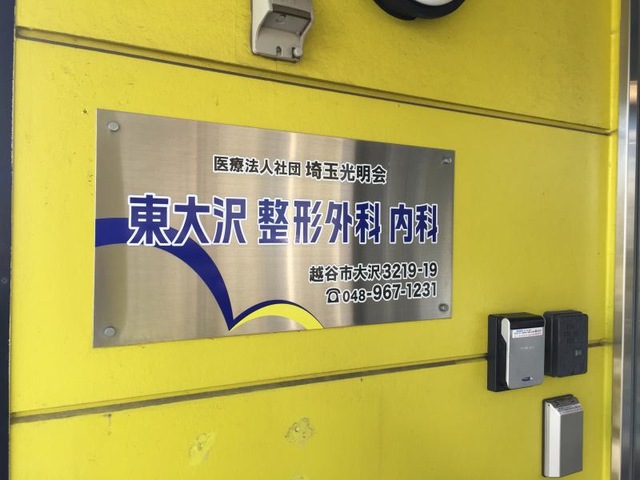 医療法人社団 埼玉光明会
東大沢 整形外科 内科
越谷市大沢3219-19
☎048-967-1231